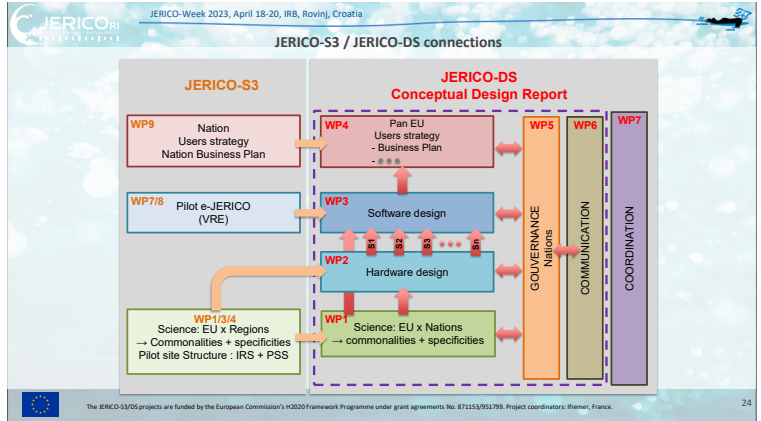 JERICO RI
JERICO-Week 2023, April 18-20, IRB, Rovinj, Croatia
JERICO-S3 / JERICO-DS connections
JERICO-S3
JERICO-DS
Conceptual Design Report
WP9
Nation
Users strategy
Nation Business Plan
WP4
Pan EU
Users strategy
- Business Plan
-
WP5
WP6
WP7
WP7/8
Pilot e-JERICO
(VRE)
WP3
Software design
S1
S2
S3
Sn
WP2
Hardware design
GOUVERNANCE
Nations
COMMUNICATION
COORDINATION
WP1/3/4
Science: EU x Regions
→ Commonalities + specificities
Pilot site Structure : IRS + PSS
WP1
Science: EU x Nations
→ commonalities + specificities
The JERICO-S3/DS projects are funded by the European Commission's H2020 Framework Programme under grant agreements No. 871153/951799. Project coordinators: Ifremer, France.
24